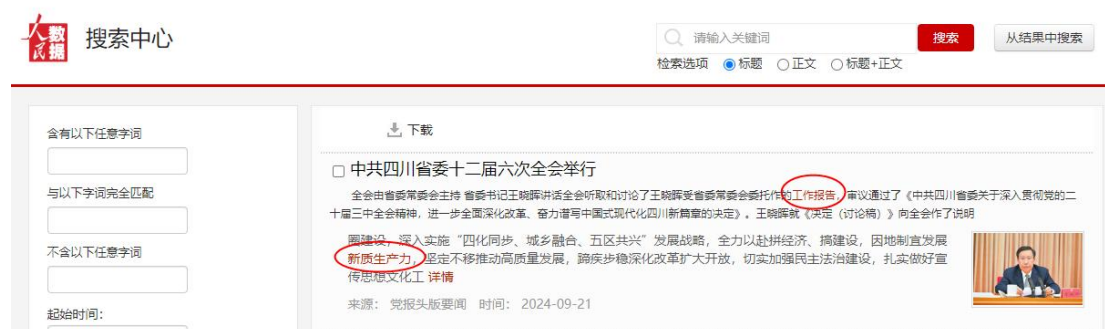 人民数据
搜索中心
请输入关键词
搜索
从结果中搜索
检索选项 标题 正文 标题+正文
含有以下任意字词
与以下字词完全匹配
不含以下任意字词
起始时间:
下载
中共四川省委十二届六次全会举行
全会由省委常委会主持 省委书记王晓晖讲话全会听取和讨论了王晓晖受省委常委会委托作的工作报告,审议通过了《中共四川省委关于深入贯彻党的二
十届三中全会精神,进一步全面深化改革、奋力谱写中国式现代化四川新篇章的决定》。王晓晖就《决定(讨论稿)》向全会作了说明
圈建设,深入实施“四化同步、城乡融合、五区共兴”发展战略,全力以赴拼经济、搞建设,因地制宜发展
新质生产力,坚定不移推动高质量发展,蹄疾步稳深化改革扩大开放,切实加强民主法治建设,扎实做好宣
传思想文化工 详情
来源: 党报头版要闻 时间: 2024-09-21